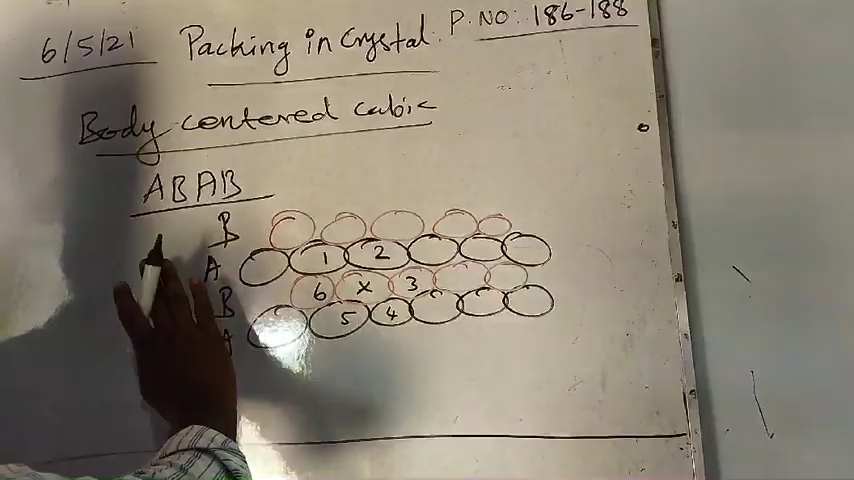 6/5/21 Packing in Crystal. P.NO: 186-188
Body centered cubic
ABAB
B
A 1 2
B 6 x 3
A 5 4